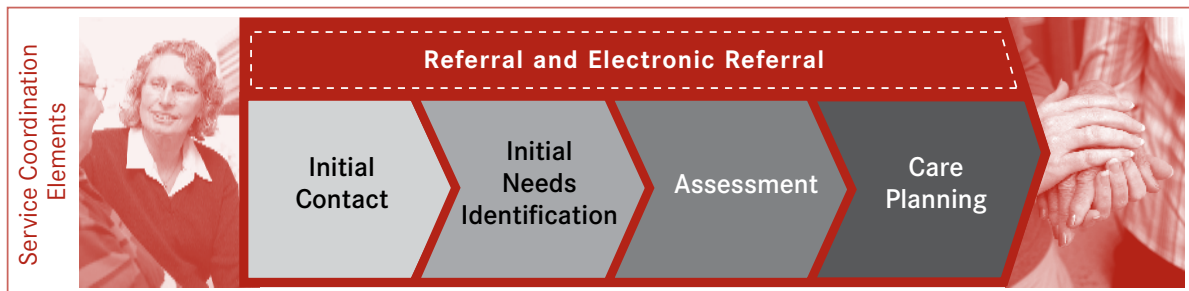 Service Coordination
Elements
Referral and Electronic Referral
Initial
Contact
Initial
Needs
Identification
Assessment
Care
Planning